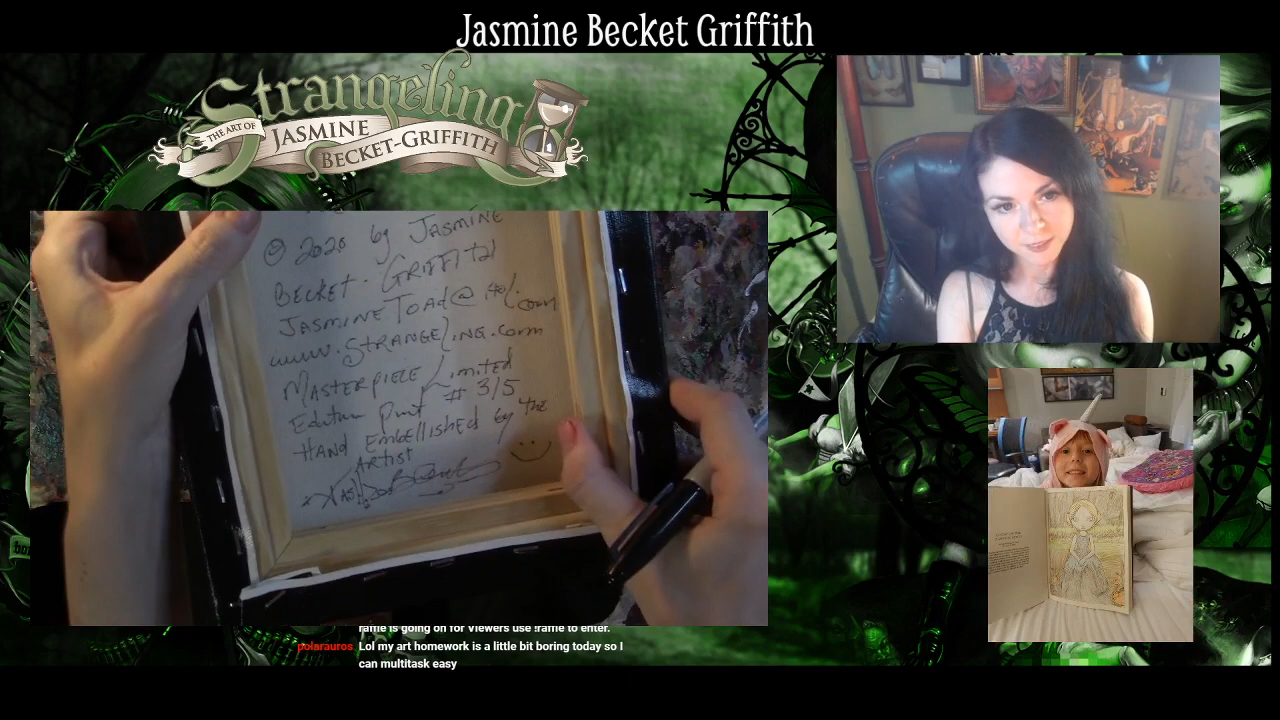 Jasmine Becket Griffith
Strangeling
THE ART OF
JASMINE
BECKET-GRIFFITH
© 2020 by JASMINE
BECKET-GRIFFITH
JASMINETOAD@AOL.COM
WWW.STRANGELING.COM
MASTERPIECE Limited
Edition Print # 3/5
HAND EMBELLISHED by the
ARTIST
raffle is going on for Viewers use !raffle to enter.
polarauros Lol my art homework is a little bit boring today so I
can multitask easy